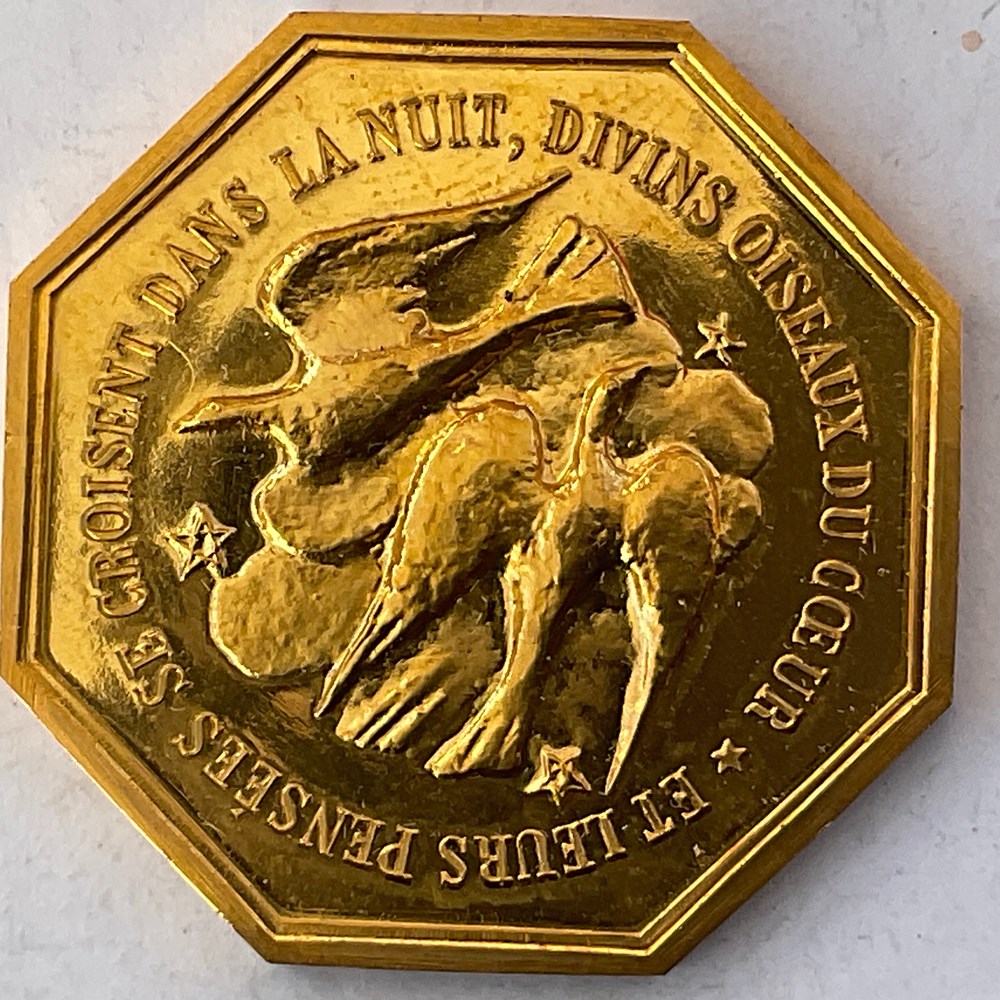 ET LEURS PENSÉES SE CROISENT DANS LA NUIT, DIVINS OISEAUX DU CŒUR